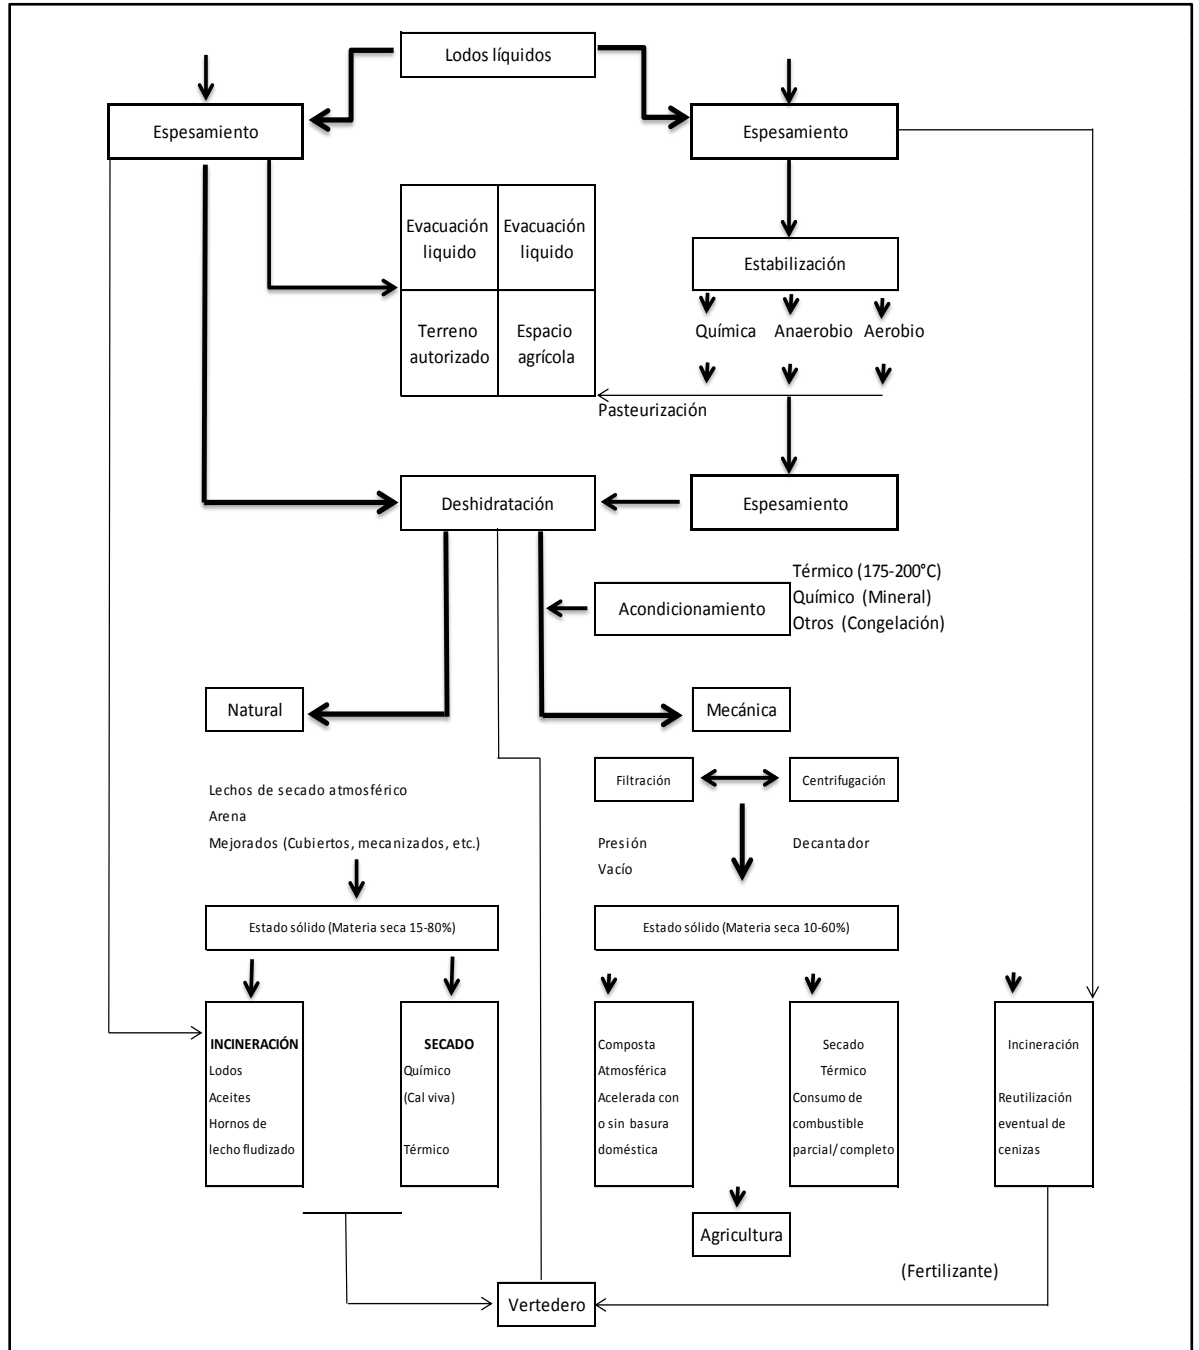 Lodos líquidos
Espesamiento
Espesamiento
Evacuación
liquido
Evacuación
liquido
Terreno
autorizado
Espacio
agrícola
Estabilización
Química
Anaerobio
Aerobio
Pasteurización
Deshidratación
Espesamiento
Acondicionamiento
Térmico (175-200°C)
Químico (Mineral)
Otros (Congelación)
Natural
Mecánica
Filtración
Centrifugación
Lechos de secado atmosférico
Arena
Mejorados (Cubiertos, mecanizados, etc.)
Presión
Vacío
Decantador
Estado sólido (Materia seca 15-80%)
Estado sólido (Materia seca 10-60%)
INCINERACIÓN
Lodos
Aceites
Hornos de
lecho fludizado
SECADO
Químico
(Cal viva)
Térmico
Composta
Atmosférica
Acelerada con
o sin basura
doméstica
Secado
Térmico
Consumo de
combustible
parcial/ completo
Incineración
Reutilización
eventual de
cenizas
Agricultura
(Fertilizante)
Vertedero